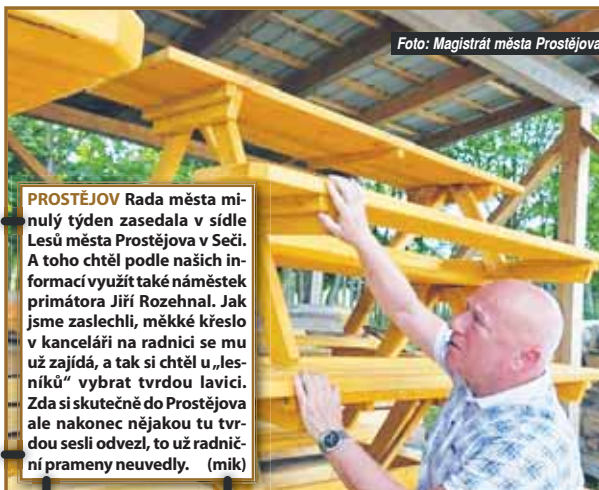 Foto: Magistrát města Prostějova
PROSTĚJOV Rada města mi-
nulý týden zasedala v sídle
Lesů města Prostějova v Seči.
A toho chtěl podle našich in-
formací využít také náměstek
primátora Jiří Rozehnal. Jak
jsme zaslechli, měkké křeslo
v kanceláři na radnici se mu
už zajídá, a tak si chtěl u „les-
níků“ vybrat tvrdou lavici.
Zda si skutečně do Prostějova
ale nakonec nějakou tu tvr-
dou sesli odvezl, to už radnič-
ní prameny neuvedly. (mik)